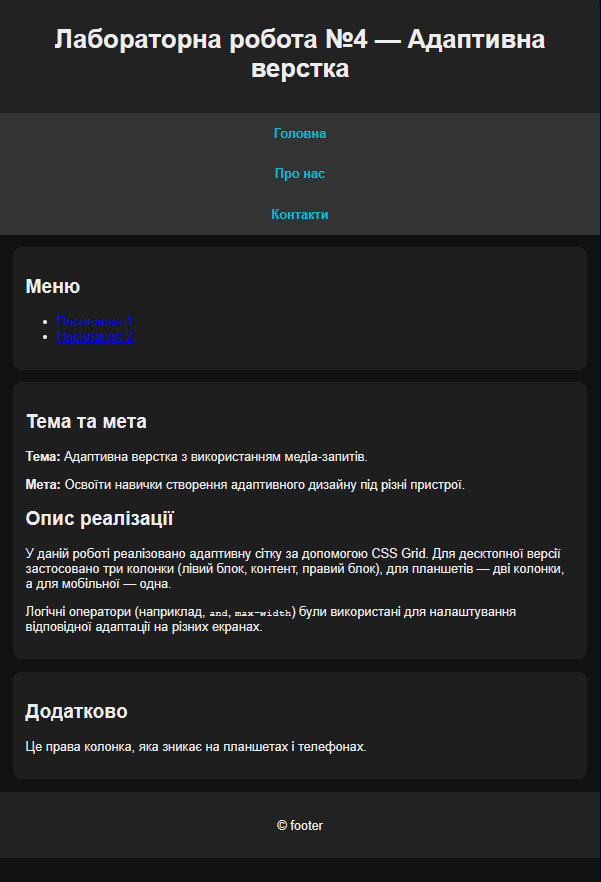 Лабораторна робота №4 — Адаптивна
верстка
Головна
Про нас
Контакти
Меню
Посилання 1
Посилання 2
Тема та мета
Тема: Адаптивна верстка з використанням медіа-запитів.
Мета: Освоїти навички створення адаптивного дизайну під різні пристрої.
Опис реалізації
У даній роботі реалізовано адаптивну сітку за допомогою CSS Grid. Для десктопної версії
застосовано три колонки (лівий блок, контент, правий блок), для планшетів — дві колонки,
а для мобільної — одна.
Логічні оператори (наприклад, and, max-width) були використані для налаштування
відповідної адаптації на різних екранах.
Додатково
Це права колонка, яка зникає на планшетах і телефонах.
© footer